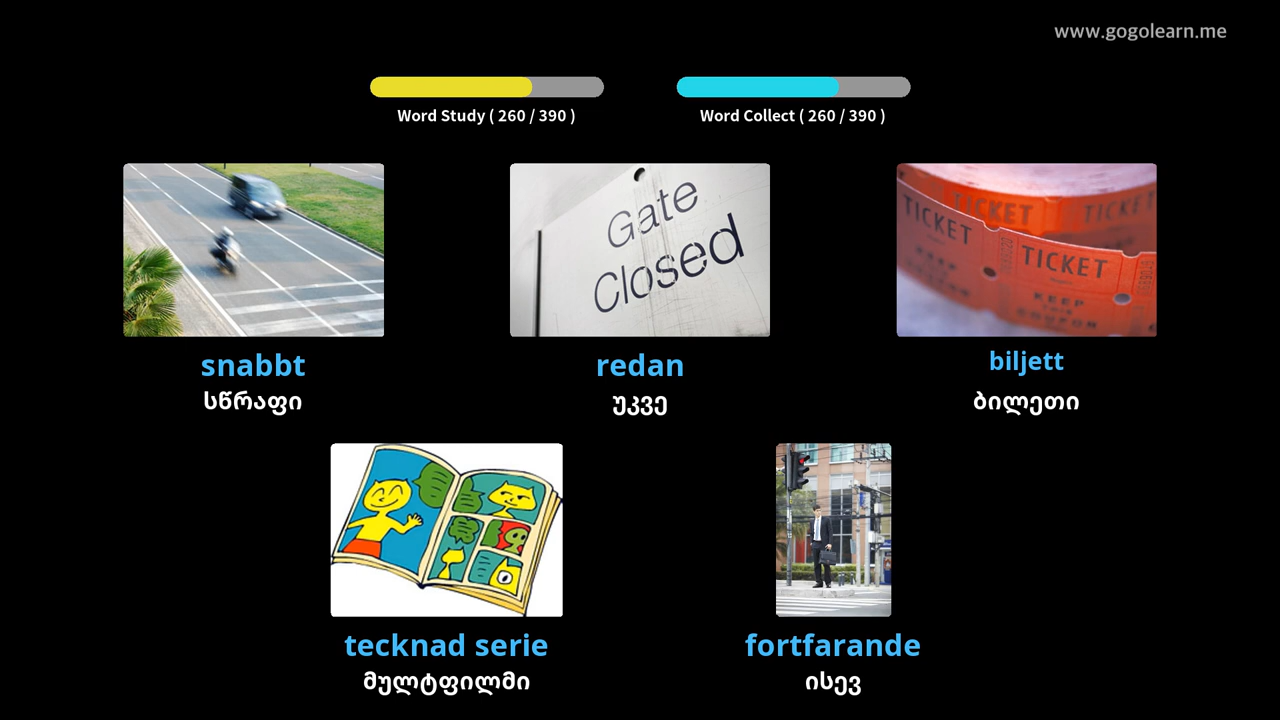 www.gogolearn.me
Word Study ( 260 / 390 )
Word Collect ( 260 / 390 )
Gate
Closed
TICKET
TICKET
TICKET
TICKET
KEEP
snabbt
სწრაფი
redan
უკვე
biljett
ბილეთი
tecknad serie
მულტფილმი
fortfarande
ისევ